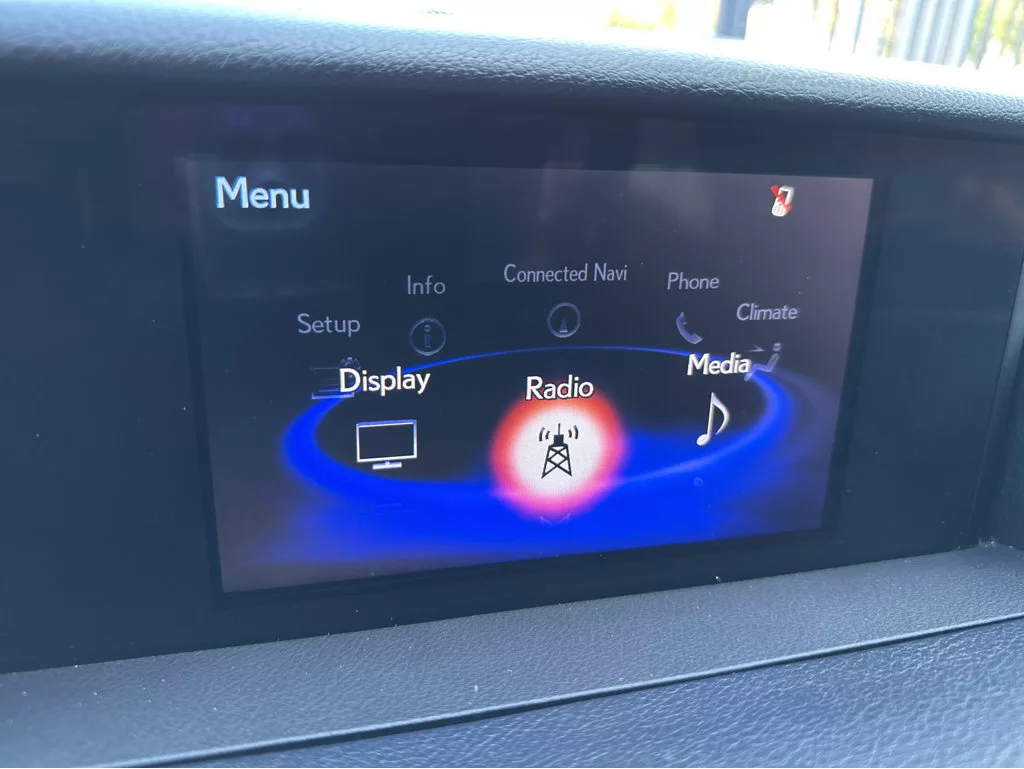 Menu
Connected Navi
Info
Phone
Setup
Climate
Display
Radio
Media